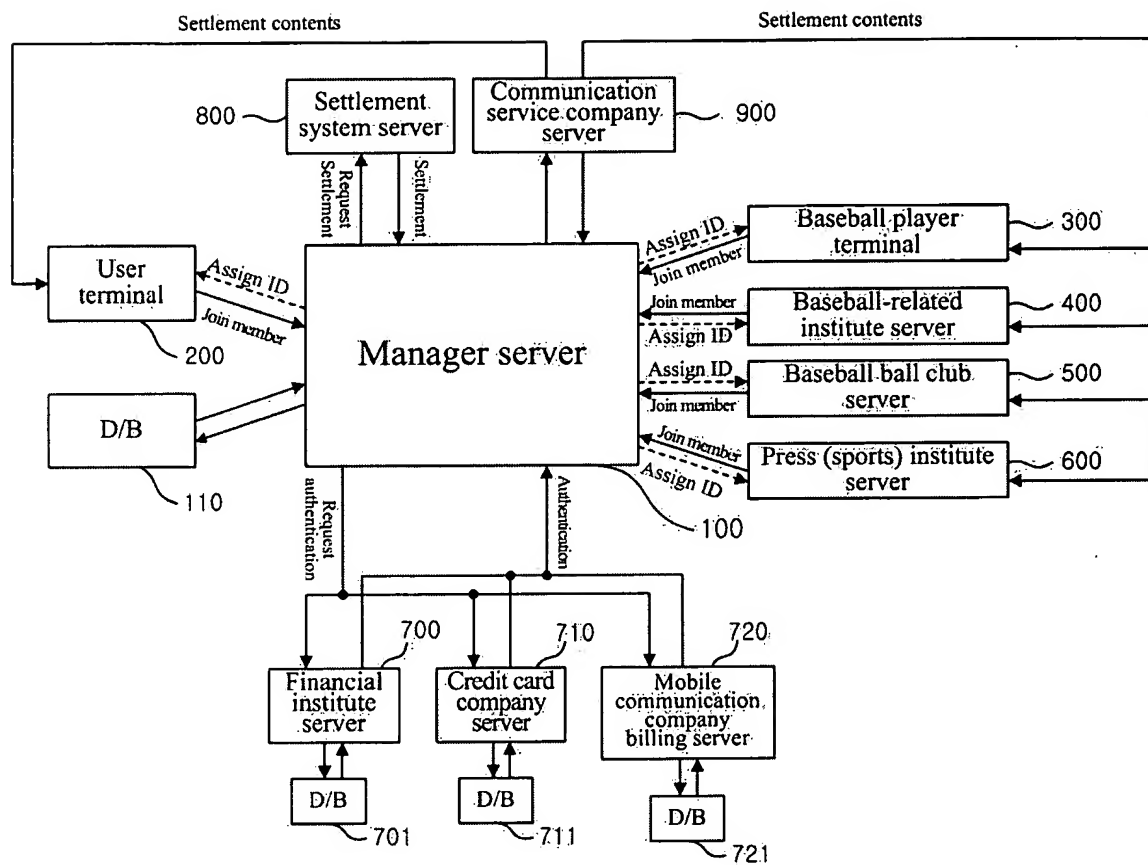 Settlement contents
Settlement contents
800
Settlement
system server
Communication
service company
server
900
Request
Settlement
Settlement
User
terminal
200
Assign ID
Join member
D/B
110
Manager server
100
Assign ID
Join member
Baseball player
terminal
300
Join member
Assign ID
Baseball-related
institute server
400
Assign ID
Join member
Baseball ball club
server
500
Join member
Assign ID
Press (sports) institute
server
600
Request
authentication
Authentication
700
Financial
institute
server
710
Credit card
company
server
720
Mobile
communication
company
billing server
D/B
701
D/B
711
D/B
721